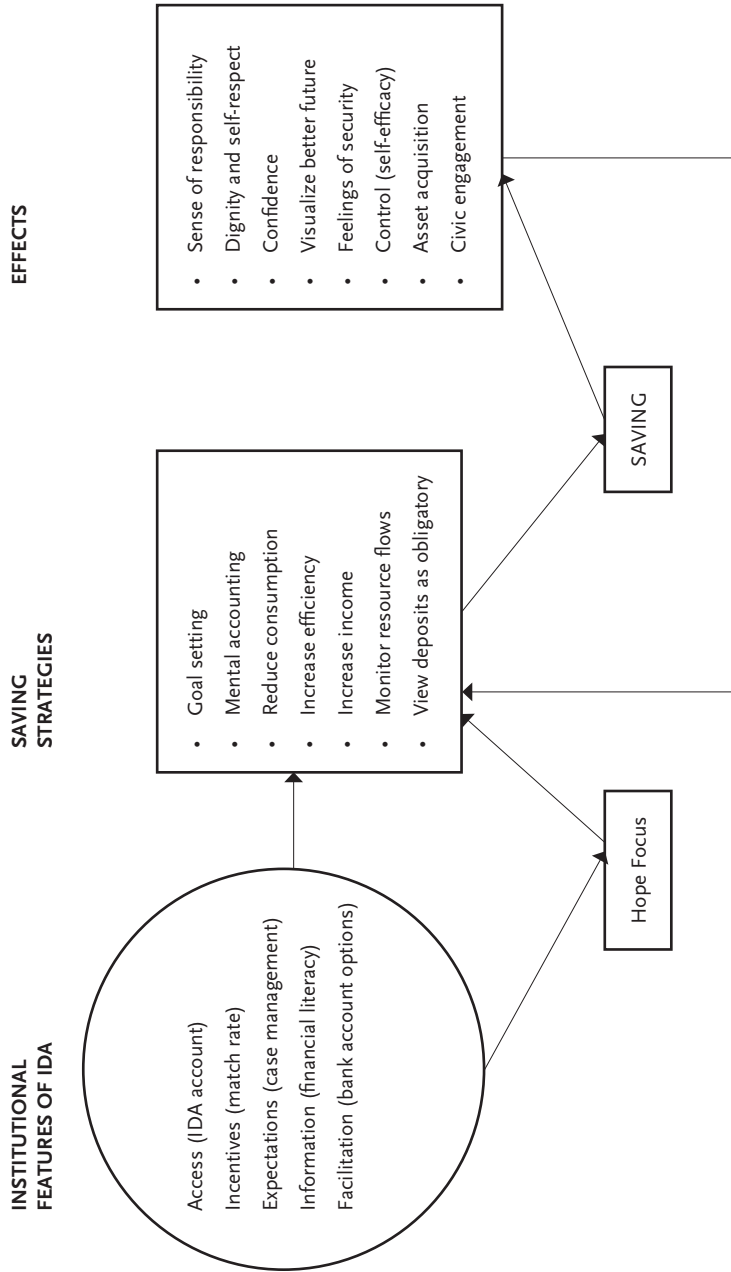 INSTITUTIONAL
FEATURES OF IDA
Access (IDA account)
Incentives (match rate)
Expectations (case management)
Information (financial literacy)
Facilitation (bank account options)
Hope Focus
SAVING
STRATEGIES
• Goal setting
• Mental accounting
• Reduce consumption
• Increase efficiency
• Increase income
• Monitor resource flows
• View deposits as obligatory
SAVING
EFFECTS
• Sense of responsibility
• Dignity and self-respect
• Confidence
• Visualize better future
• Feelings of security
• Control (self-efficacy)
• Asset acquisition
• Civic engagement